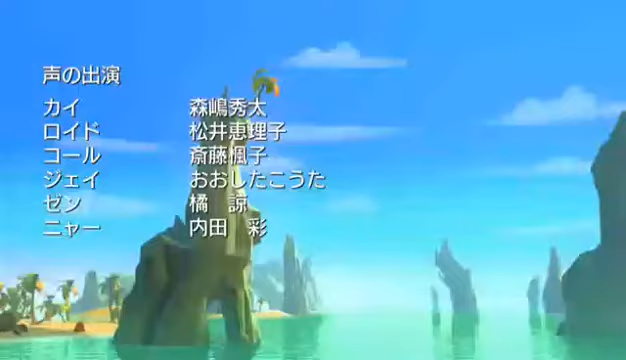 声の出演
カイ 森嶋秀太
ロイド 松井恵理子
コール 斎藤楓子
ジェイ おおしたこうた
ゼン 橘 諒
ニャー 内田 彩